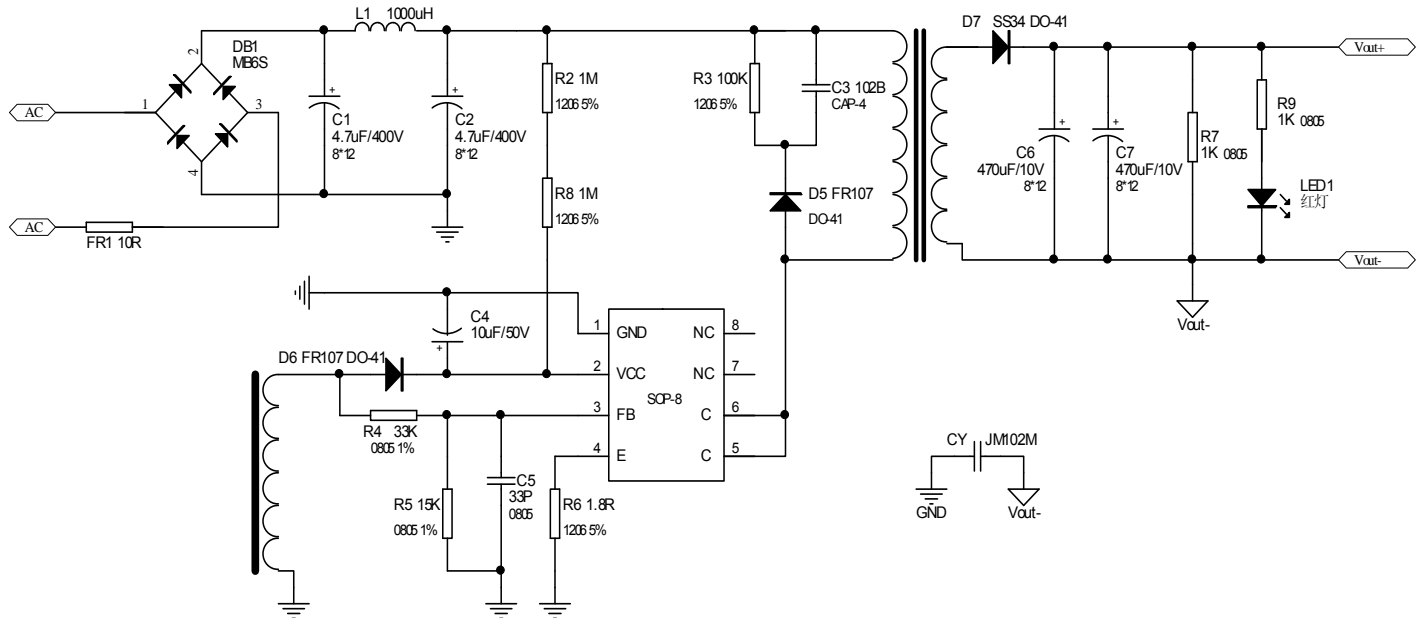 L1 1000uH
D7 SS34 DO-41
DB1
MB6S
2
1
3
4
AC
AC
FR1 10R
C1
4.7uF/400V
8*12
C2
4.7uF/400V
8*12
R2 1M
1206 5%
R8 1M
1206 5%
R3 100K
1206 5%
C3 102B
CAP-4
D5 FR107
DO-41
Vout+
R9
1K 0805
R7
1K 0805
C6
470uF/10V
8*12
C7
470uF/10V
8*12
LED1
红灯
Vout-
Vout-
C4
10uF/50V
D6 FR107 DO-41
1 GND NC 8
2 VCC NC 7
SOP-8
3 FB C 6
4 E C 5
R4 33K
0805 1%
R5 15K
0805 1%
C5
33P
0805
R6 1.8R
1206 5%
CY JM102M
GND
Vout-